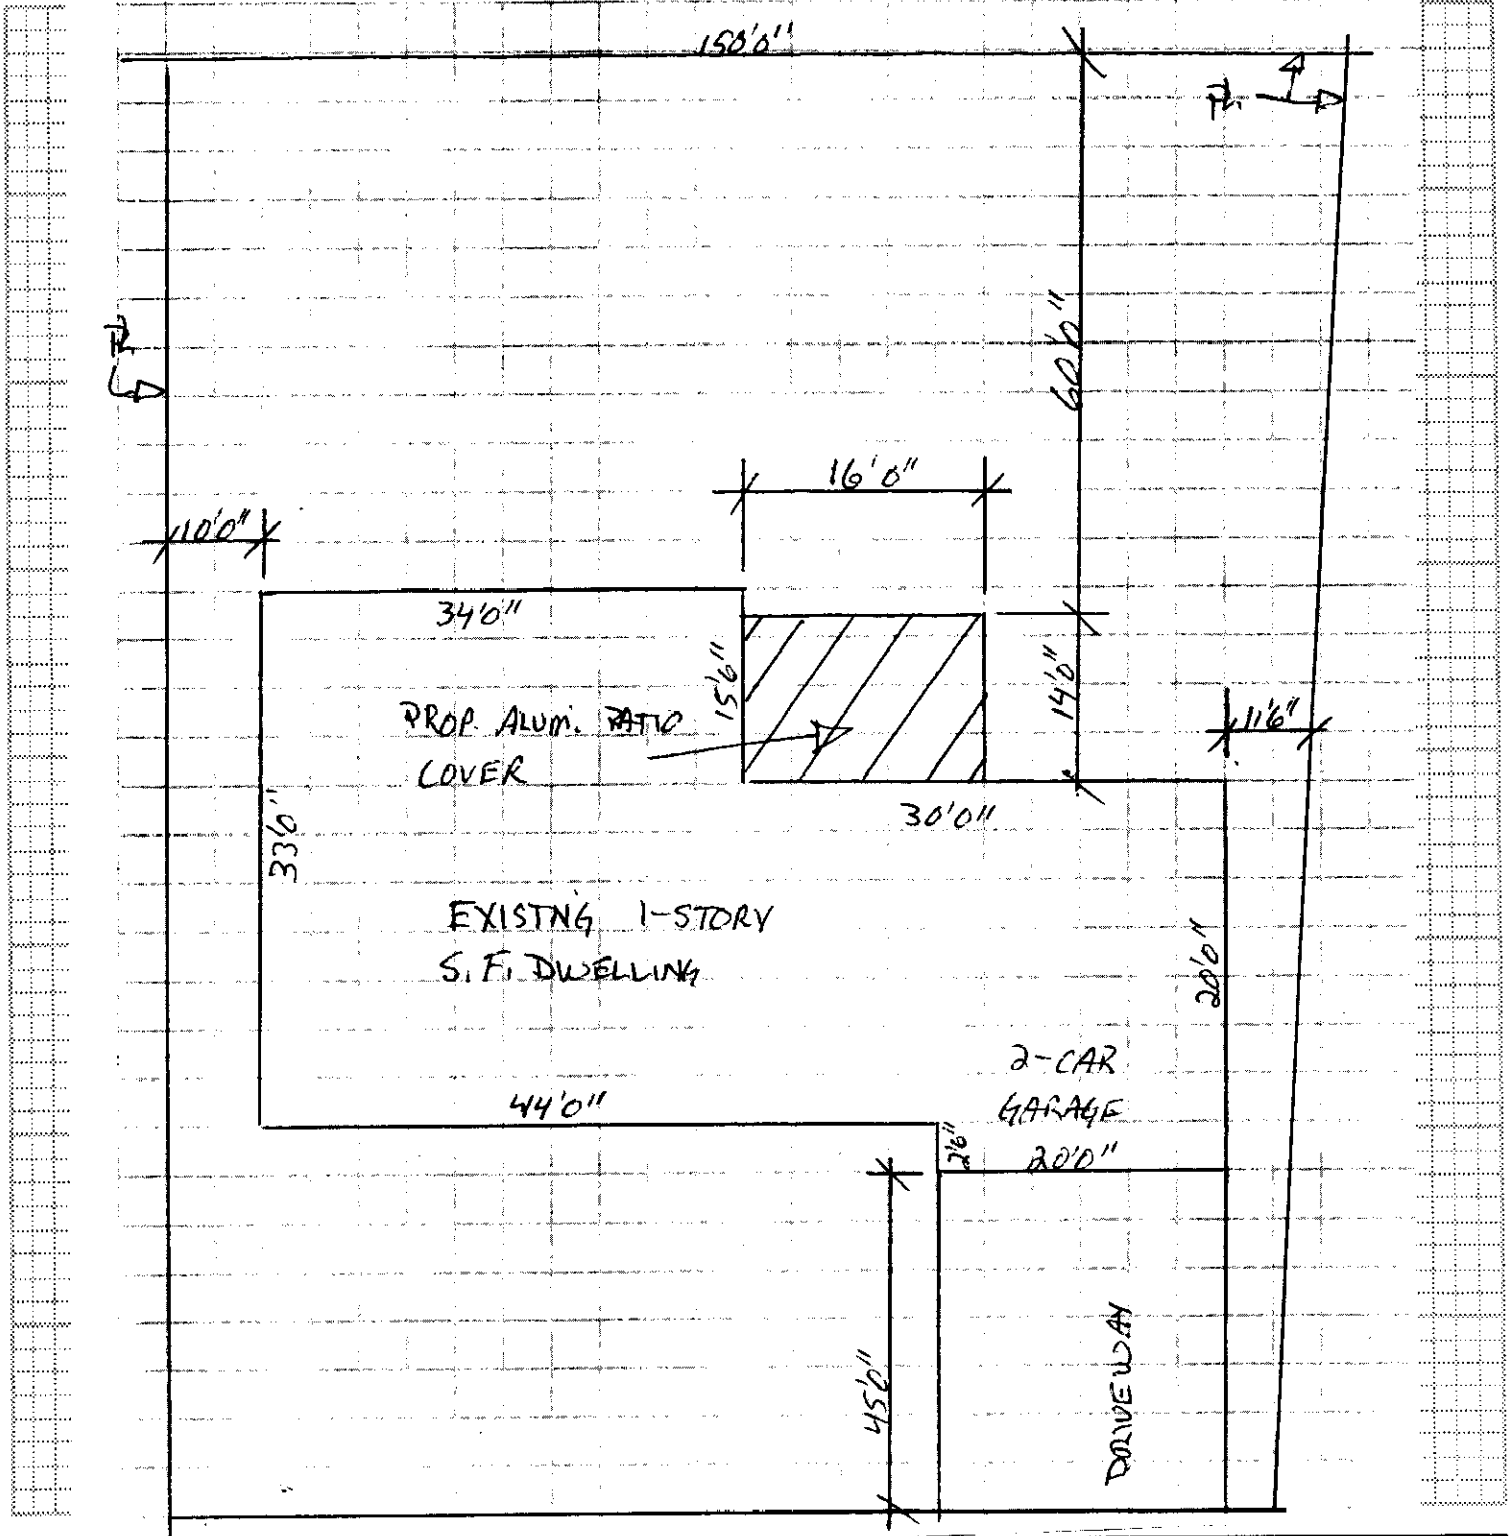 150'0"
PL
60'6"
PL
16'0"
10'0"
34'0"
15'6"
14'0"
11'6"
PROP. ALUM. PATIO
COVER
30'0"
33'6"
EXISTNG 1-STORY
S.F. DWELLING
20'0"
2-CAR
GARAGE
44'0"
2'6"
20'0"
45'0"
DRIVEWAY